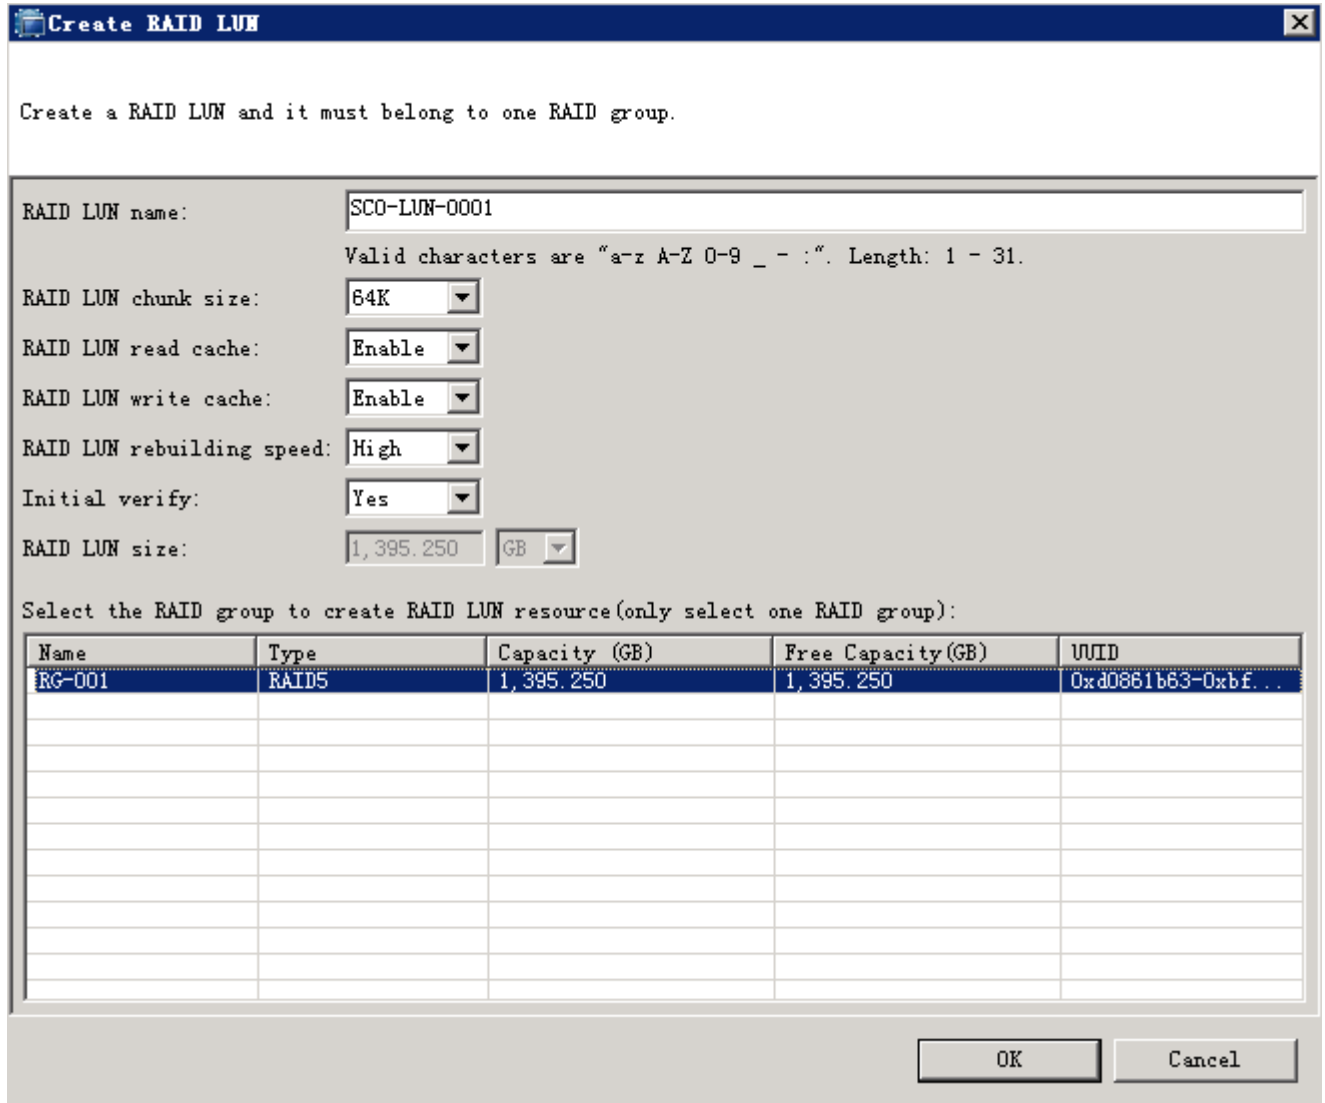 Create RAID LUN
Create a RAID LUN and it must belong to one RAID group.
RAID LUN name: SCO-LUN-0001
Valid characters are "a-z A-Z 0-9 _ - :". Length: 1 - 31.
RAID LUN chunk size: 64K
RAID LUN read cache: Enable
RAID LUN write cache: Enable
RAID LUN rebuilding speed: High
Initial verify: Yes
RAID LUN size: 1,395.250 GB
Select the RAID group to create RAID LUN resource(only select one RAID group):
Name Type Capacity (GB) Free Capacity(GB) UUID
RG-001 RAID5 1,395.250 1,395.250 0xd0861b63-0xbf...
OK Cancel